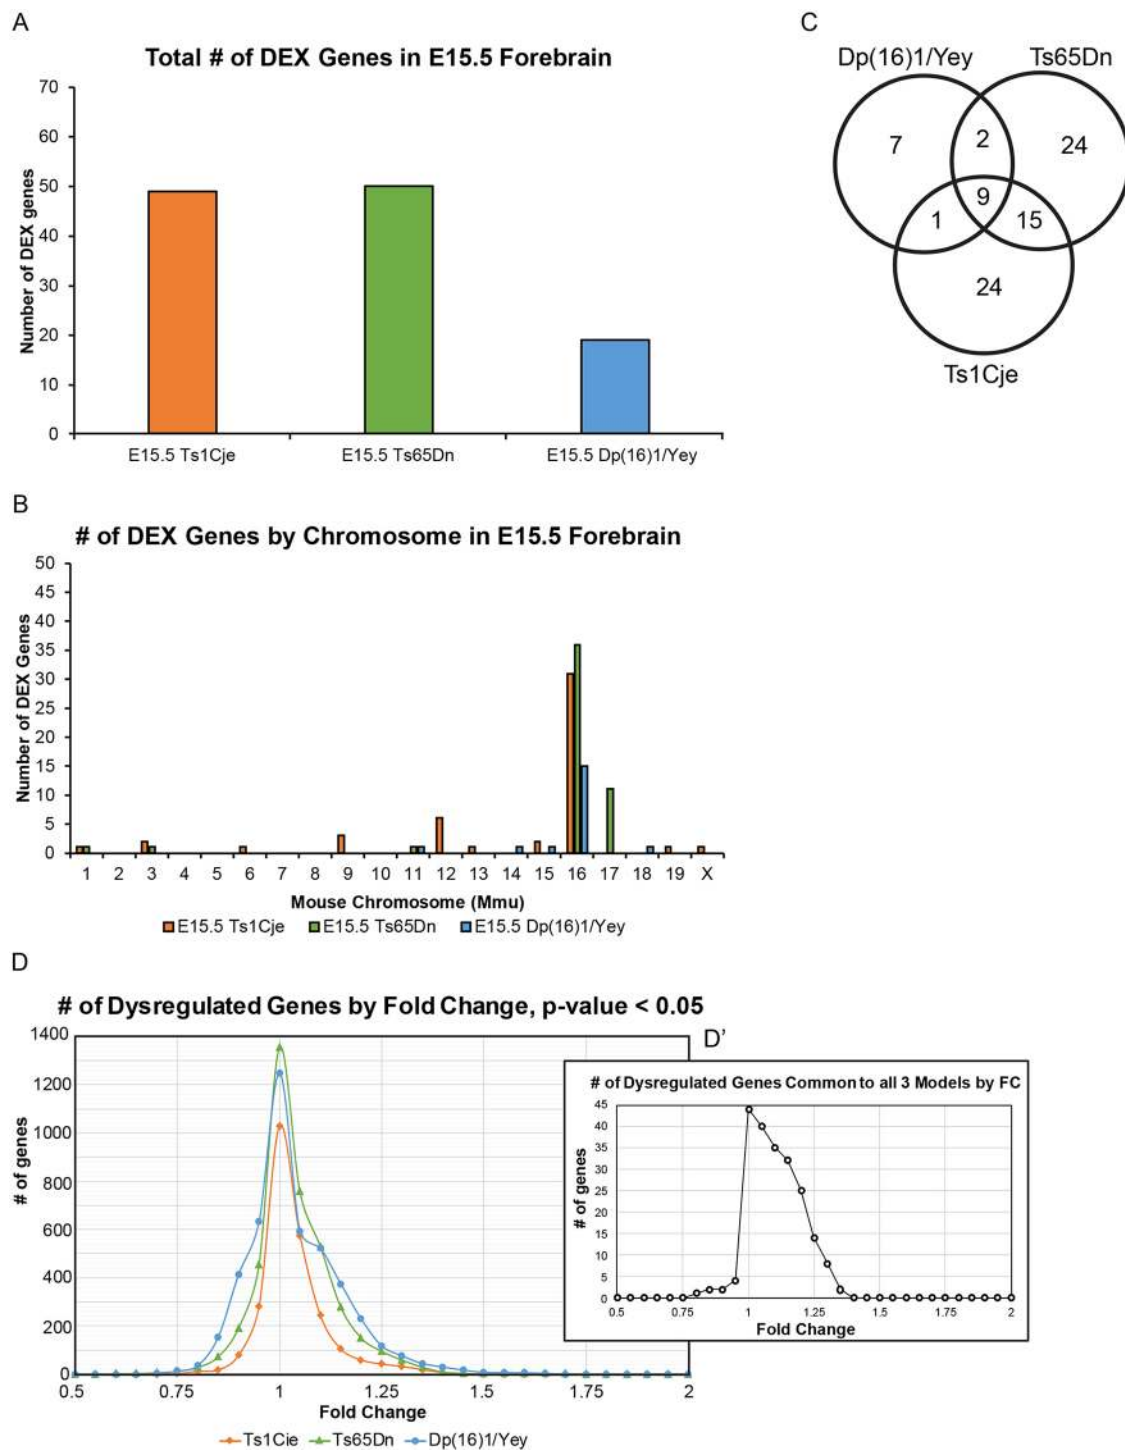 A
Total # of DEX Genes in E15.5 Forebrain
70
60
50
40
30
20
10
0
Number of DEX genes
E15.5 Ts1Cje E15.5 Ts65Dn E15.5 Dp(16)1/Yey
C
Dp(16)1/Yey Ts65Dn
7 2 24
9
1 15
24
Ts1Cje
B
# of DEX Genes by Chromosome in E15.5 Forebrain
50
45
40
35
30
25
20
15
10
5
0
Number of DEX Genes
1 2 3 4 5 6 7 8 9 10 11 12 13 14 15 16 17 18 19 X
Mouse Chromosome (Mmu)
E15.5 Ts1Cje E15.5 Ts65Dn E15.5 Dp(16)1/Yey
D
# of Dysregulated Genes by Fold Change, p-value < 0.05
1400
1200
1000
800
600
400
200
0
# of genes
0.5 0.75 1 1.25 1.5 1.75 2
Fold Change
Ts1Cie Ts65Dn Dp(16)1/Yey
D'
# of Dysregulated Genes Common to all 3 Models by FC
45
40
35
30
25
20
15
10
5
0
# of genes
0.5 0.75 1 1.25 1.5 1.75 2
Fold Change